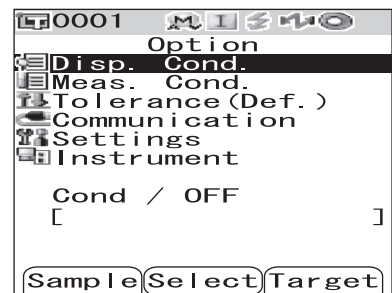 0001 M I
Option
Disp. Cond.
Meas. Cond.
Tolerance(Def.)
Communication
Settings
Instrument
Cond / OFF
[ ]
Sample Select Target